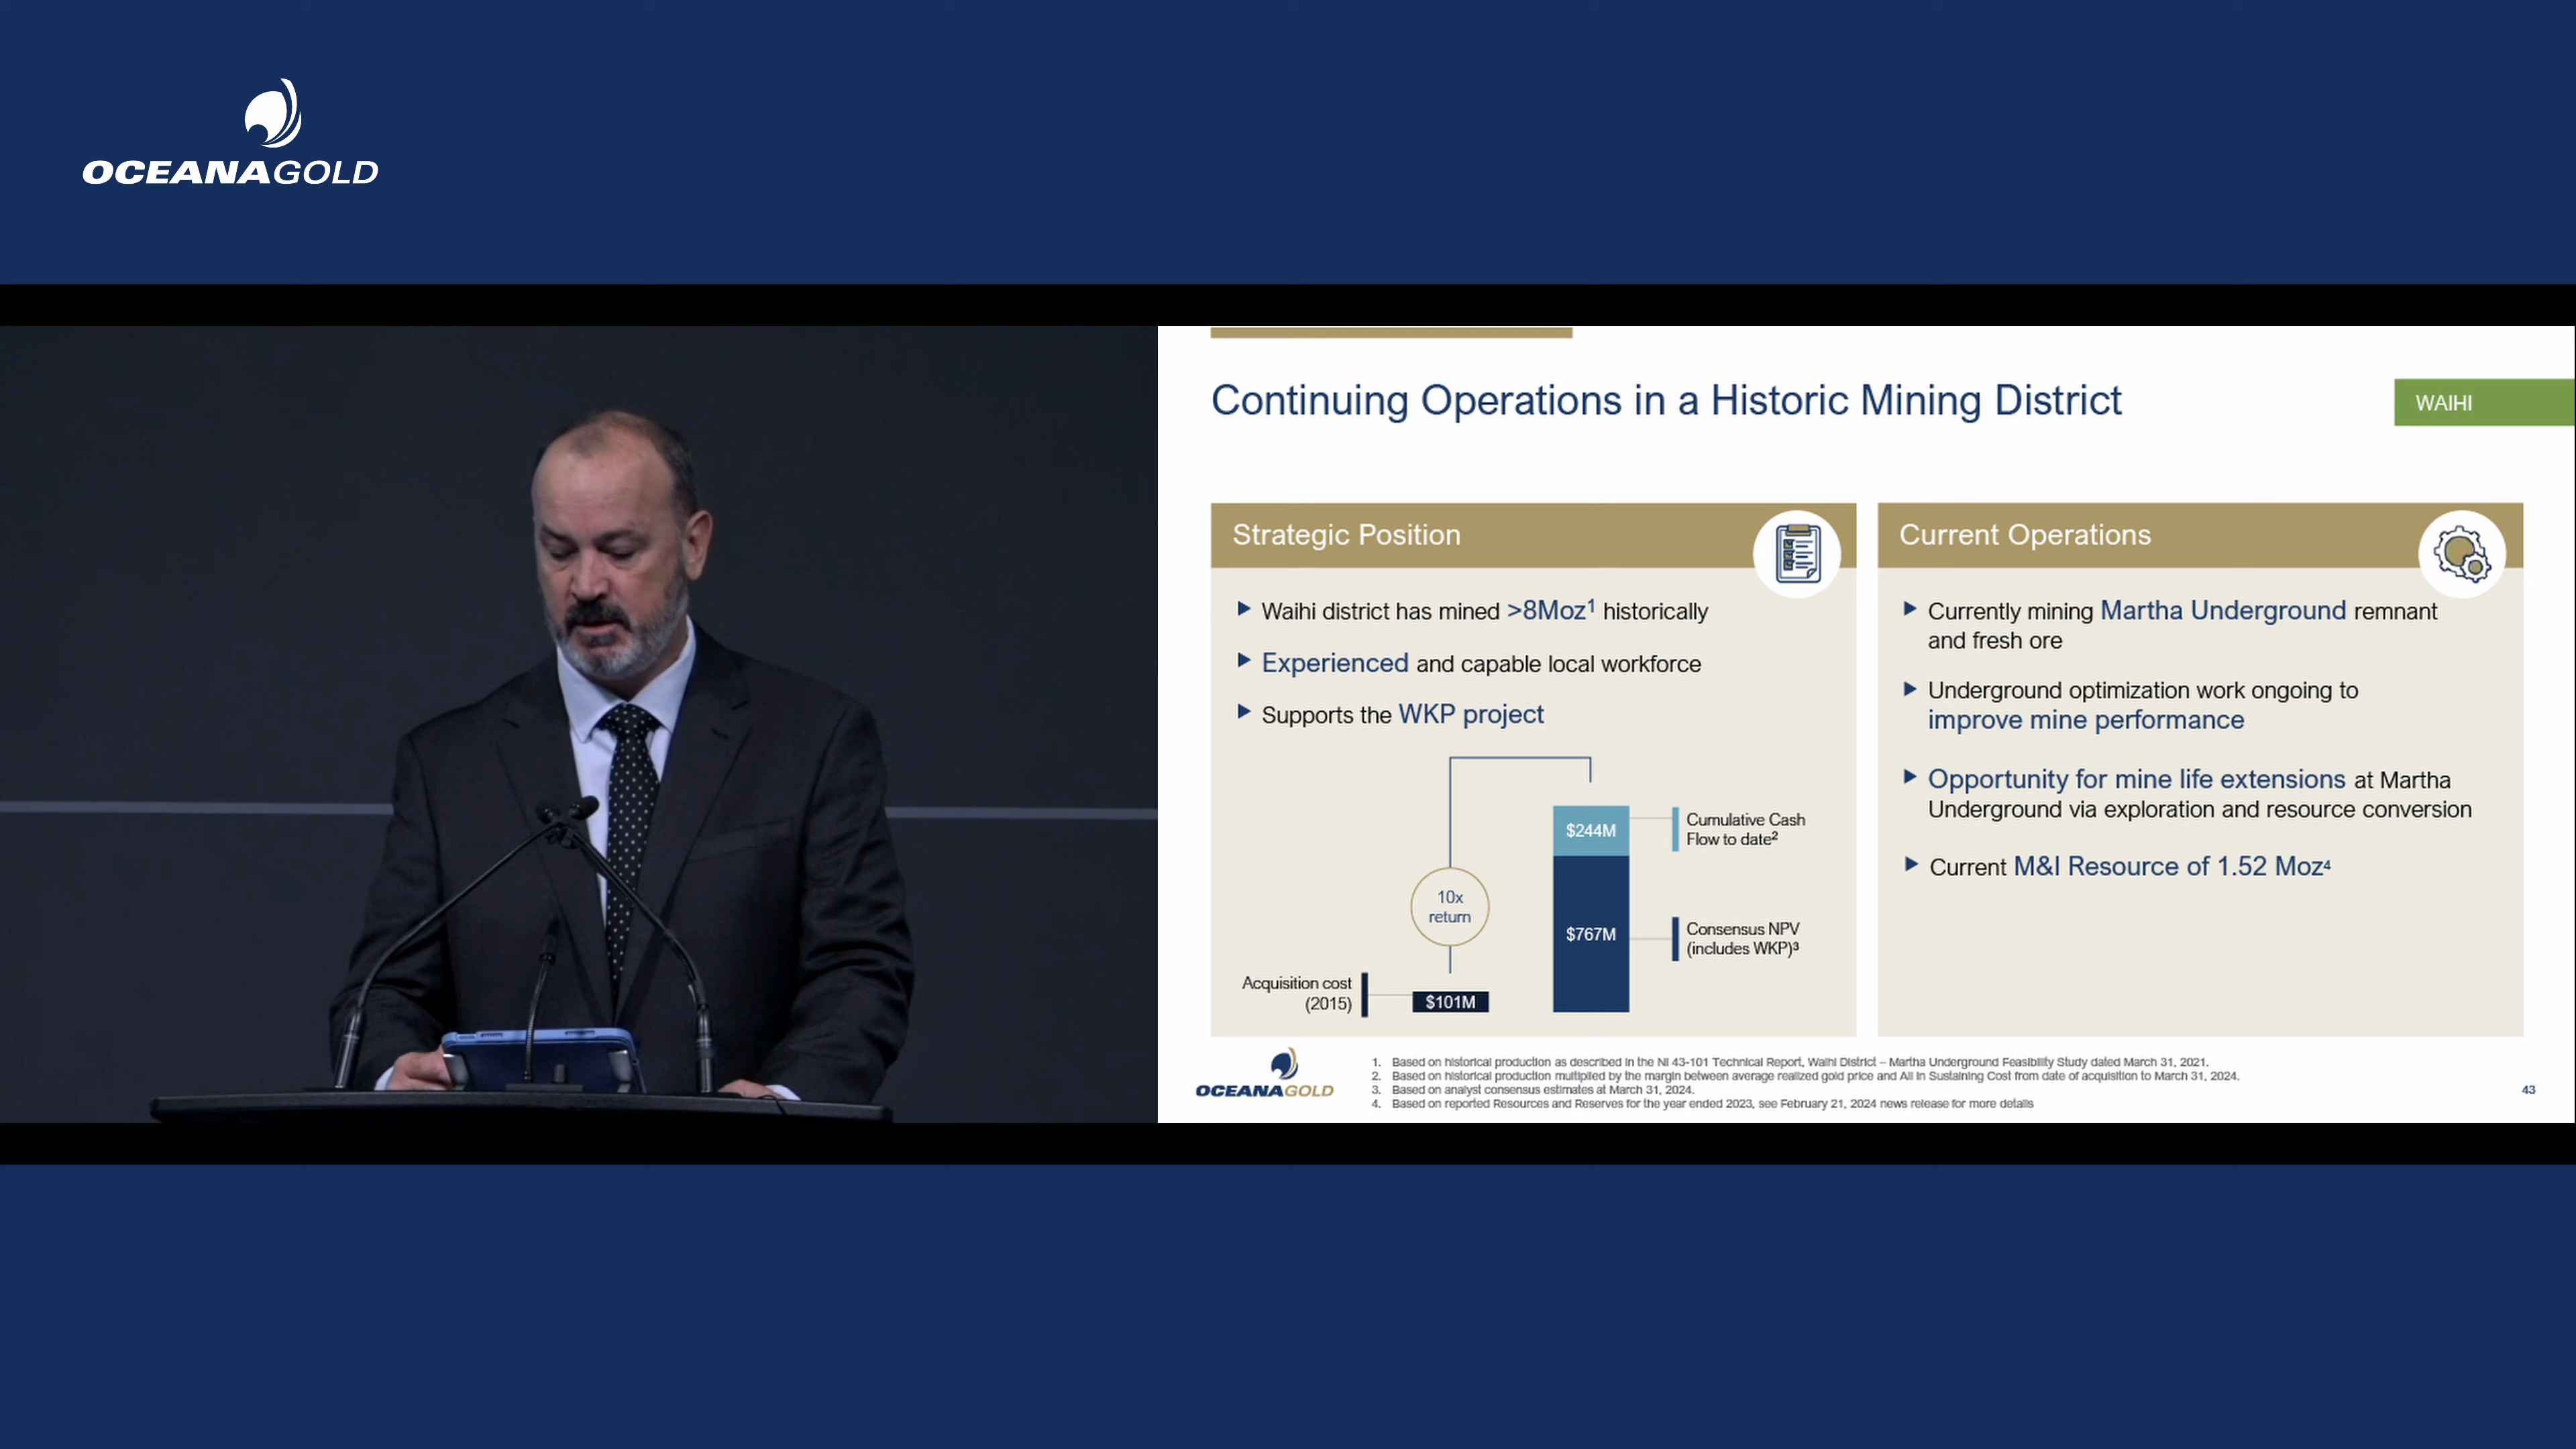 OCEANAGOLD
Continuing Operations in a Historic Mining District
WAIHI
Strategic Position
Waihi district has mined >8Moz¹ historically
Experienced and capable local workforce
Supports the WKP project
10x
return
Acquisition cost
(2015)
$101M
$244M
$767M
Cumulative Cash
Flow to date²
Consensus NPV
(includes WKP)³
Current Operations
Currently mining Martha Underground remnant
and fresh ore
Underground optimization work ongoing to
improve mine performance
Opportunity for mine life extensions at Martha
Underground via exploration and resource conversion
Current M&I Resource of 1.52 Moz⁴
OCEANAGOLD
1. Based on historical production as described in the NI 43-101 Technical Report, Waihi District – Martha Underground Feasibility Study dated March 31, 2021.
2. Based on historical production multiplied by the margin between average realized gold price and All In Sustaining Cost from date of acquisition to March 31, 2024.
3. Based on analyst consensus estimates at March 31, 2024.
4. Based on reported Resources and Reserves for the year ended 2023, see February 21, 2024 news release for more details
43